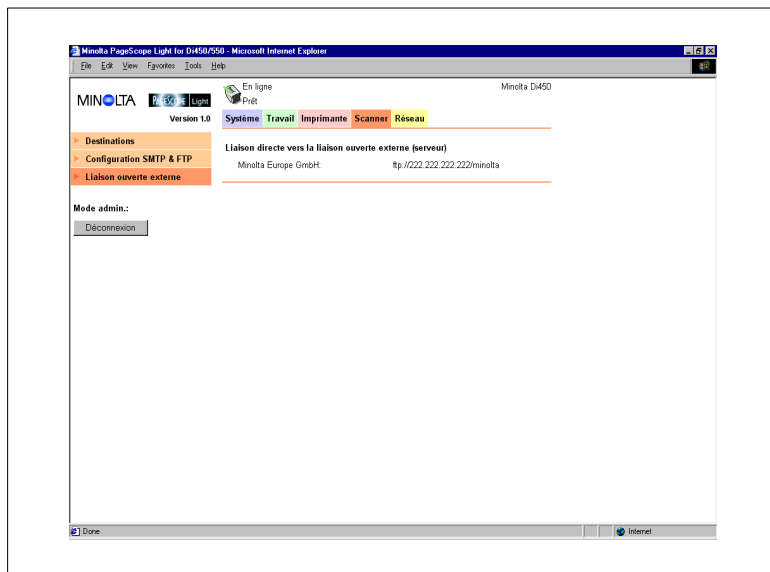 Minolta PageScope Light for Di450/550 - Microsoft Internet Explorer
File Edit View Favorites Tools Help
MINOLTA PAGESCOPE Light
Version 1.0
En ligne
Prêt
Minolta Di450
Système Travail Imprimante Scanner Réseau
Destinations
Configuration SMTP & FTP
Liaison ouverte externe
Mode admin.:
Déconnexion
Liaison directe vers la liaison ouverte externe (serveur)
Minolta Europe GmbH: ftp://222.222.222.222/minolta
Done
Internet